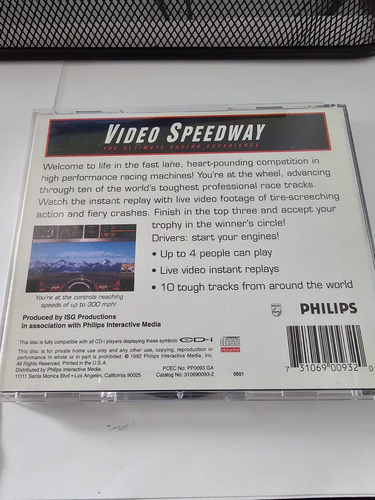 VIDEO SPEEDWAY
THE ULTIMATE RACING EXPERIENCE
Welcome to life in the fast lane, heart-pounding competition in
high performance racing machines! You're at the wheel, advancing
through ten of the world's toughest professional race tracks.
Watch the instant replay with live video footage of tire-screeching
action and fiery crashes. Finish in the top three and accept your
trophy in the winner's circle!
Drivers: start your engines!
• Up to 4 people can play
• Live video instant replays
• 10 tough tracks from around the world
You're at the controls reaching
speeds of up to 300 mph!
Produced by ISG Productions
in association with Philips Interactive Media
PHILIPS
This disc is fully compatible with all CD-i players displaying these symbols
CD-i
This disc is for private home use only and any other use, copying, reproduction or
performance in whole or in part is prohibited. © 1992 Philips Interactive Media, Inc.
All Rights Reserved. Printed in the U.S.A.
Distributed by Philips Interactive Media.
11111 Santa Monica Blvd • Los Angeles, California 90025
PCEC No: PP0093 GA
Catalog No: 310690093-2
0501
7 31069 00932 0